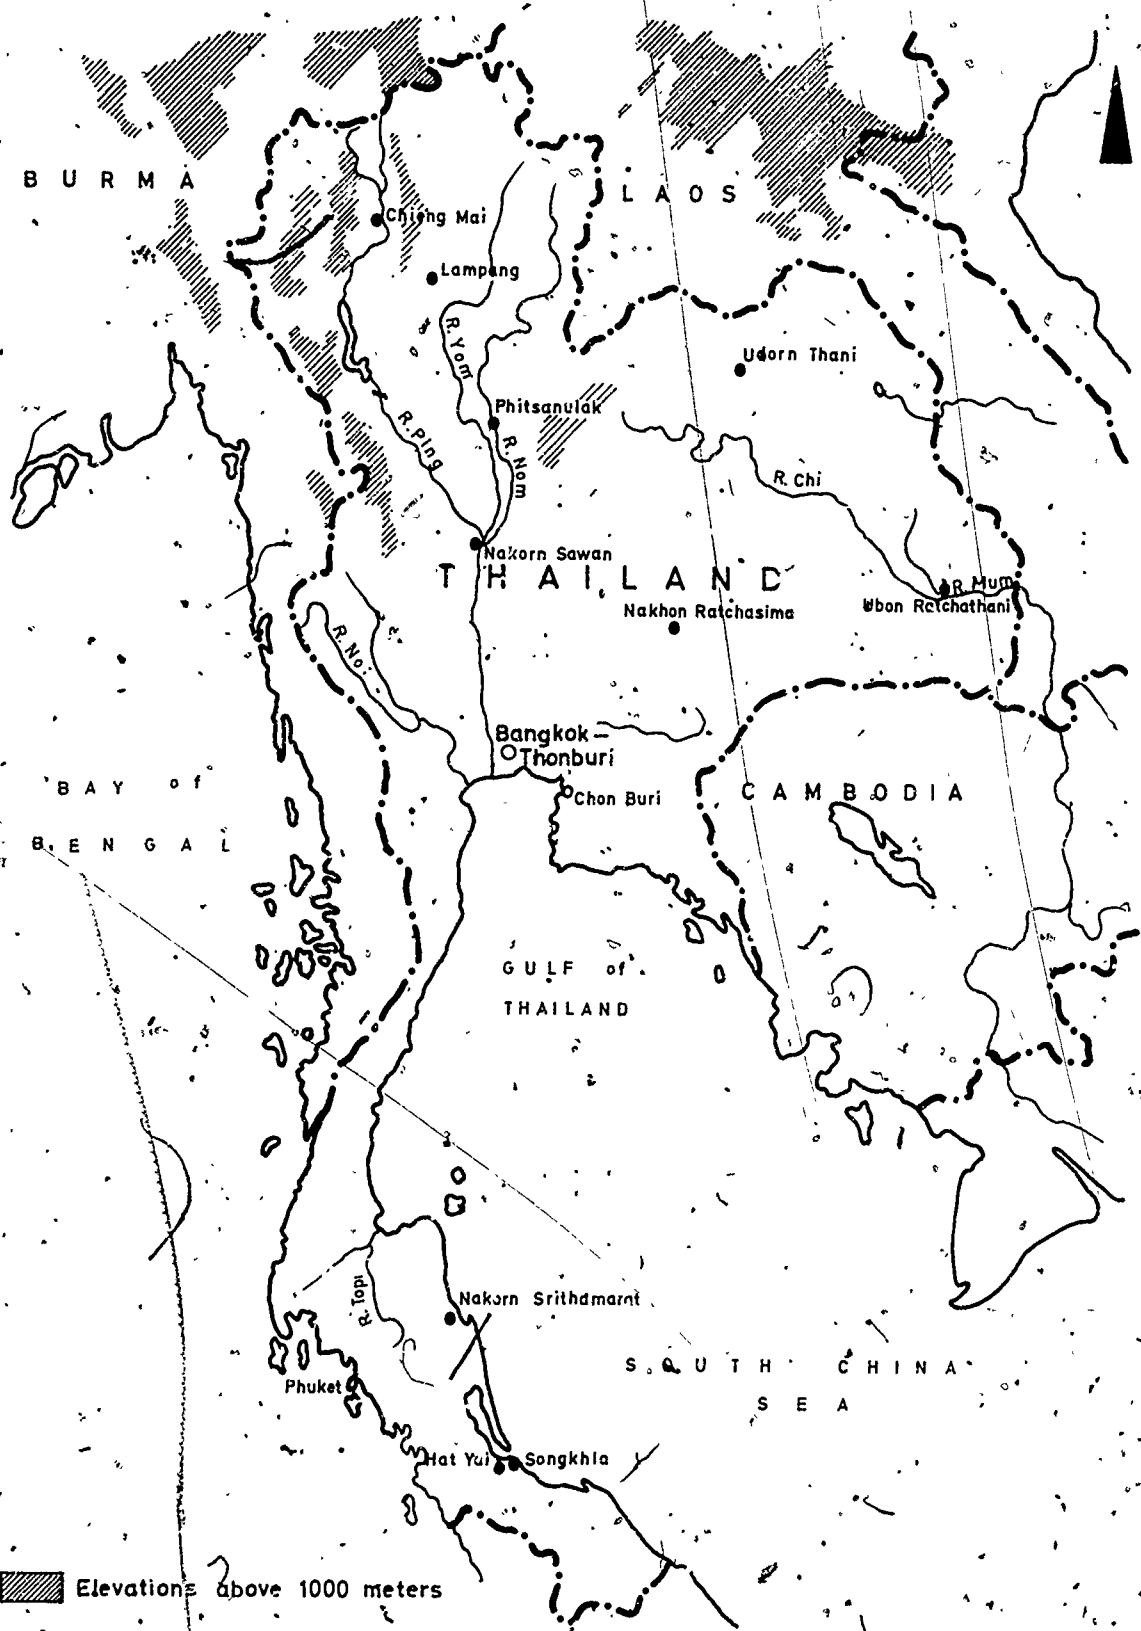 BURMA
LAOS
Chieng Mai
Lampang
R. Yom
Udorn Thani
Phitsanulak
R. Ping
R. Nom
R. Chi
Nakorn Sawan
THAILAND
R. Mum
Nakhon Ratchasima
Ubon Ratchathani
R. Noi
Bangkok –
Thonburi
BAY of
BENGAL
Chon Buri
CAMBODIA
GULF of
THAILAND
R. Tapi
Nakorn Srithamarat
SOUTH CHINA
SEA
Phuket
Hat Yai
Songkhla
Elevations above 1000 meters